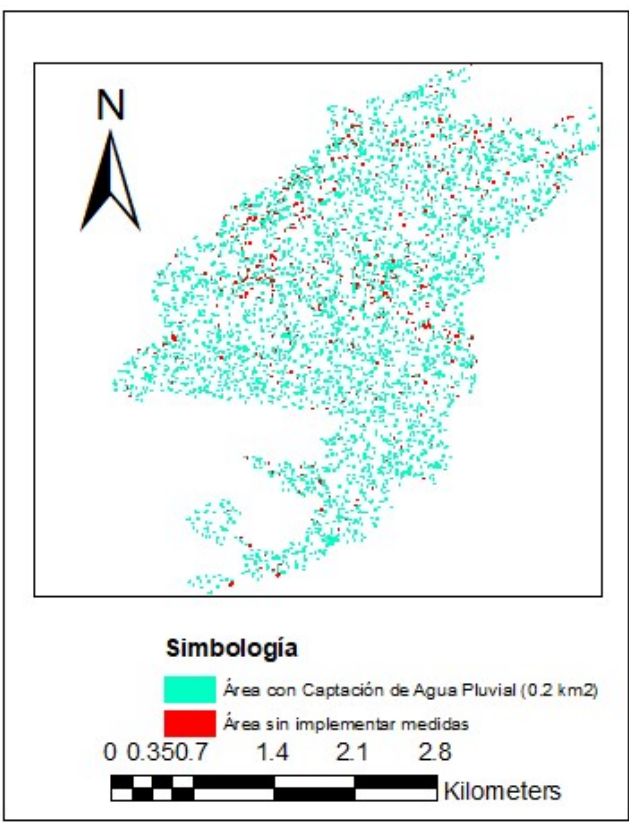 N
Simbología
Área con Captación de Agua Pluvial (0.2 km2)
Área sin implementar medidas
0 0.350.7 1.4 2.1 2.8
Kilometers